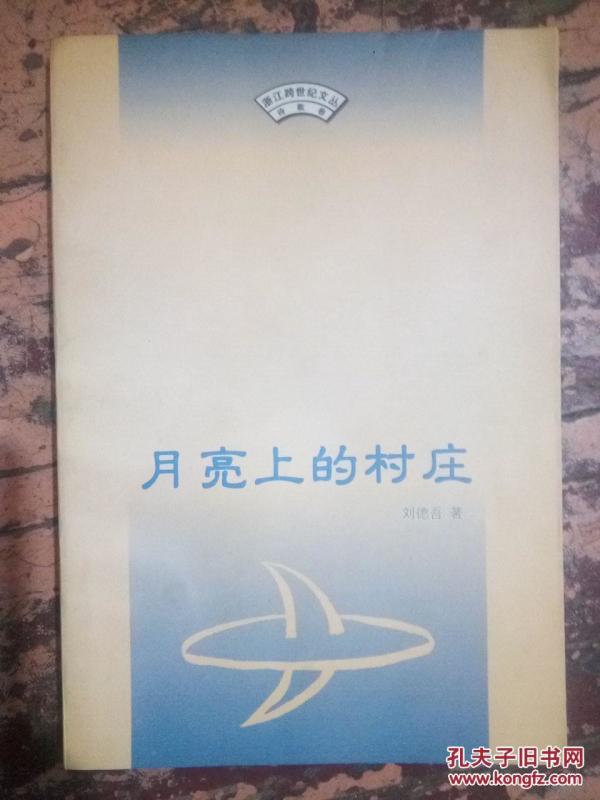 浙江跨世纪文丛
诗歌卷
月亮上的村庄
刘德吾 著
孔夫子旧书网
www.kongfz.com